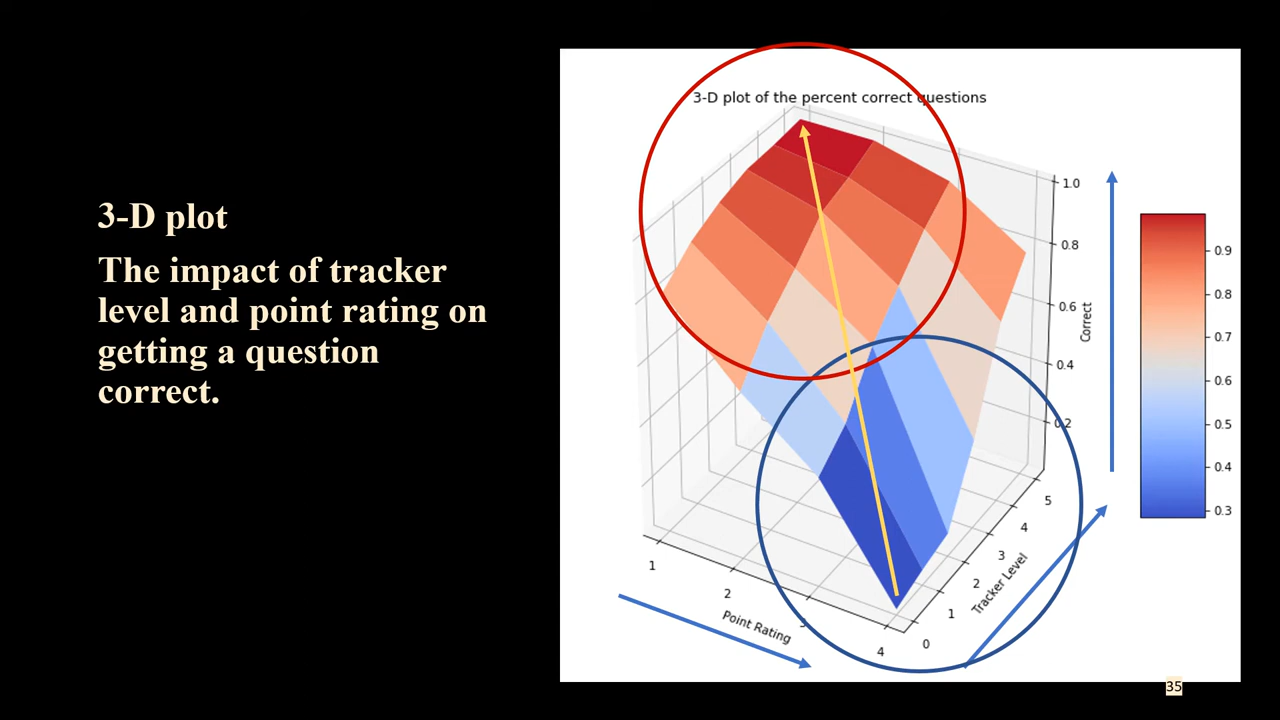 3-D plot
The impact of tracker
level and point rating on
getting a question
correct.
3-D plot of the percent correct questions
1.0
0.8
0.6
0.4
0.2
Correct
0.9
0.8
0.7
0.6
0.5
0.4
0.3
5
4
3
2
1
0
Tracker Level
1
2
3
4
Point Rating
35